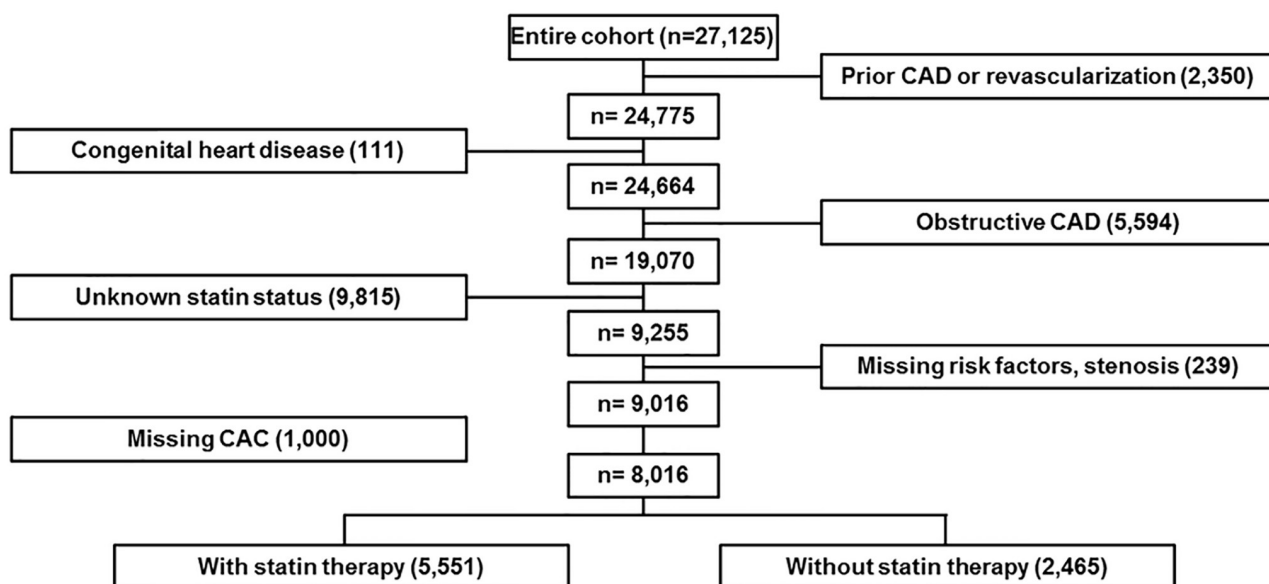 Entire cohort (n=27,125)
Prior CAD or revascularization (2,350)
n= 24,775
Congenital heart disease (111)
n= 24,664
Obstructive CAD (5,594)
n= 19,070
Unknown statin status (9,815)
n= 9,255
Missing risk factors, stenosis (239)
n= 9,016
Missing CAC (1,000)
n= 8,016
With statin therapy (5,551)
Without statin therapy (2,465)